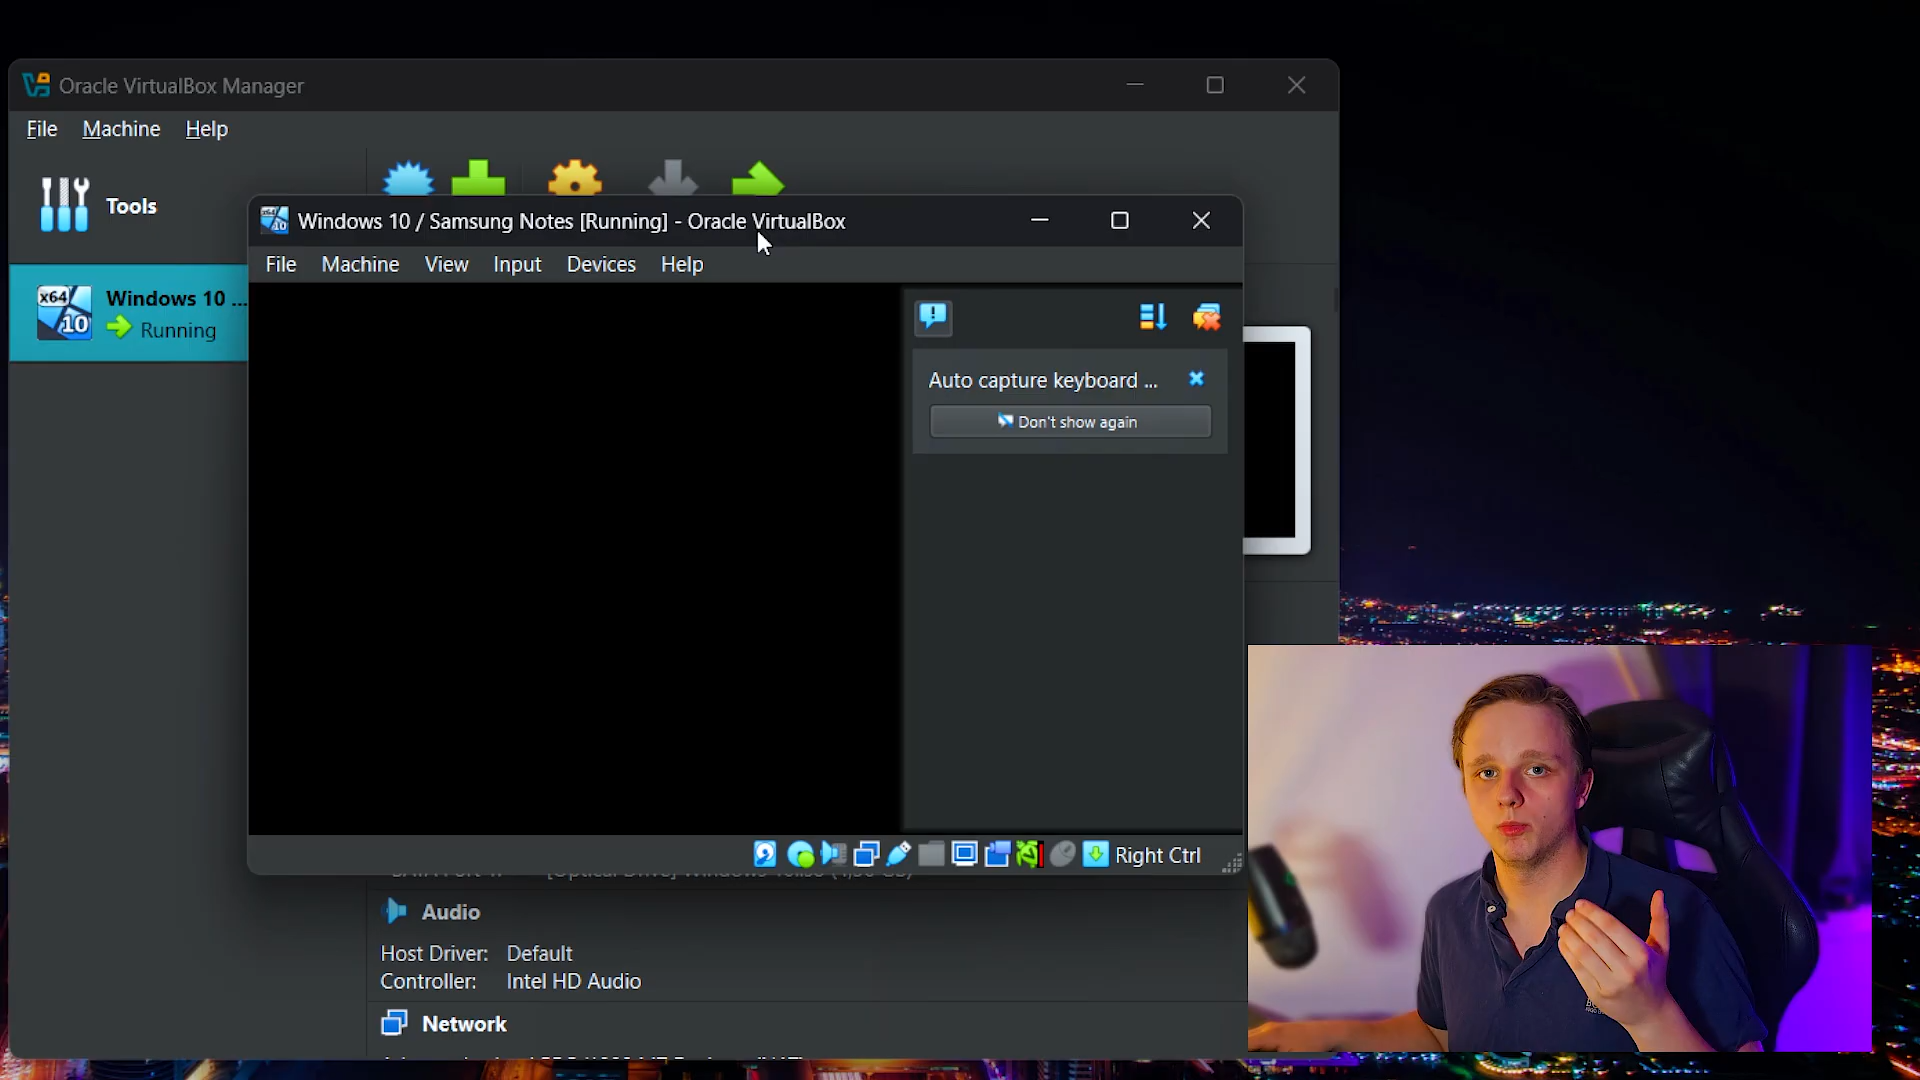 Oracle VirtualBox Manager
File Machine Help
Tools
Windows 10 / Samsung Notes [Running] - Oracle VirtualBox
File Machine View Input Devices Help
x64
10
Windows 10 ...
Running
Auto capture keyboard ...
Don't show again
Right Ctrl
Audio
Host Driver: Default
Controller: Intel HD Audio
Network